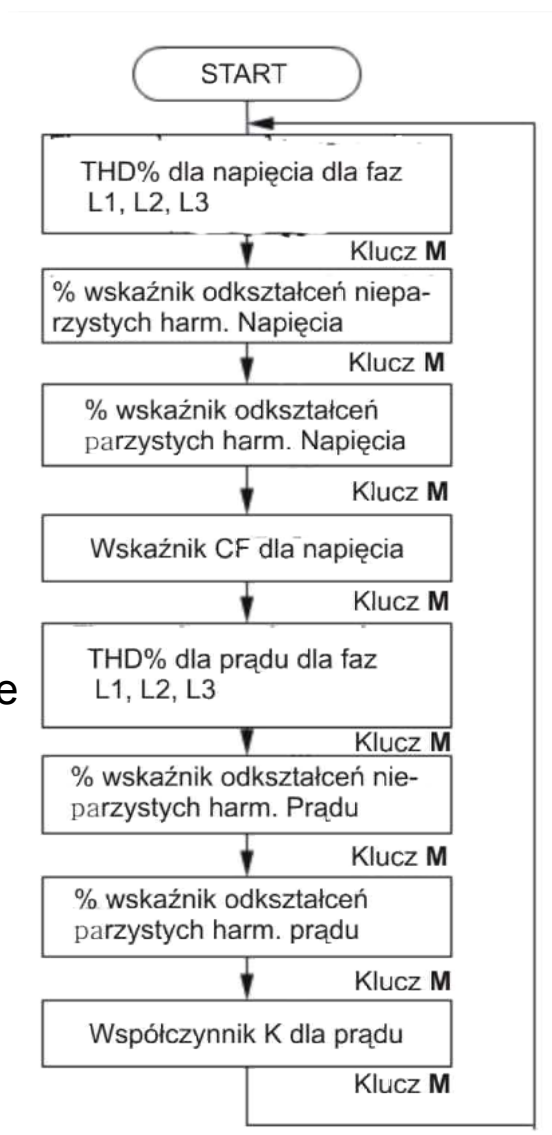 START
THD% dla napięcia dla faz
L1, L2, L3
Klucz M
% wskaźnik odkształceń niepa-
rzystych harm. Napięcia
Klucz M
% wskaźnik odkształceń
parzystych harm. Napięcia
Klucz M
Wskaźnik CF dla napięcia
Klucz M
THD% dla prądu dla faz
L1, L2, L3
e
Klucz M
% wskaźnik odkształceń nie-
parzystych harm. Prądu
Klucz M
% wskaźnik odkształceń
parzystych harm. prądu
Klucz M
Współczynnik K dla prądu
Klucz M